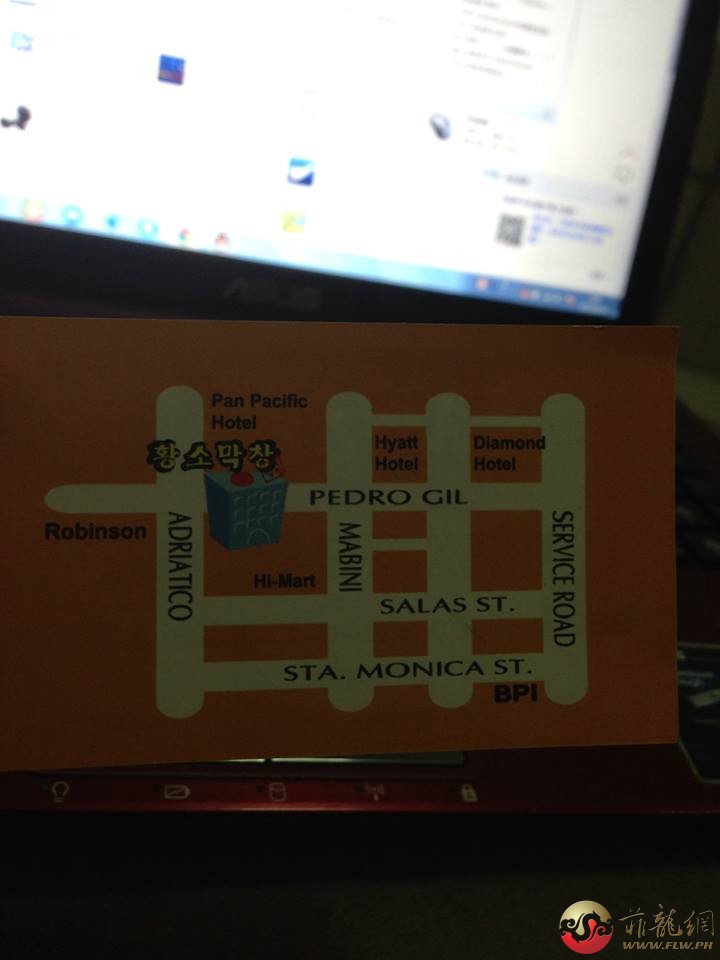 ASUS
Pan Pacific
Hotel
황소막창
Hyatt
Hotel
Diamond
Hotel
PEDRO GIL
Robinson
ADRIATICO
MABINI
SERVICE ROAD
Hi-Mart
SALAS ST.
STA. MONICA ST.
BPI
菲龍網
WWW.FLW.PH